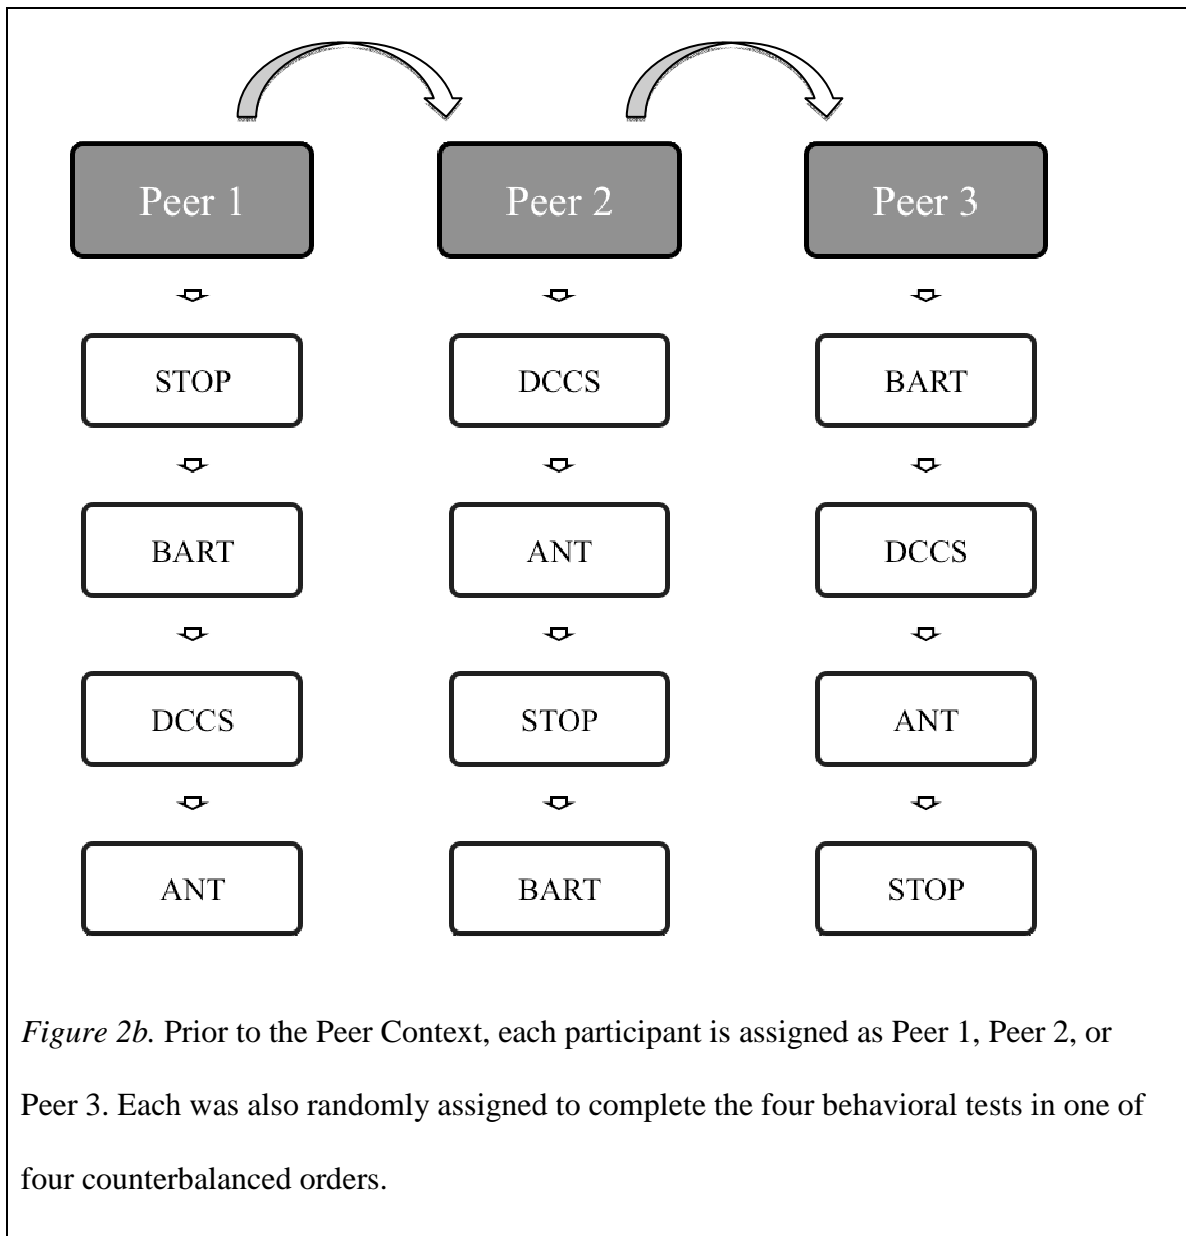 Peer 1
Peer 2
Peer 3
STOP
DCCS
BART
BART
ANT
DCCS
DCCS
STOP
ANT
ANT
BART
STOP
Figure 2b. Prior to the Peer Context, each participant is assigned as Peer 1, Peer 2, or
Peer 3. Each was also randomly assigned to complete the four behavioral tests in one of
four counterbalanced orders.